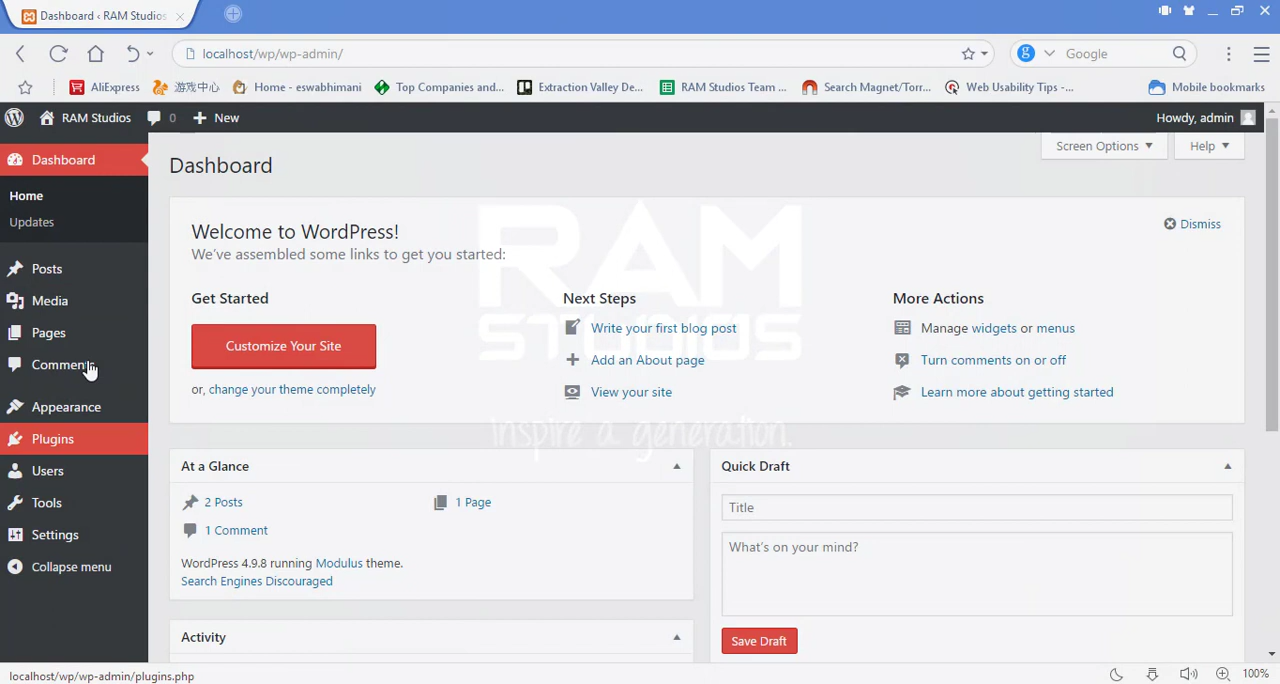 Dashboard ‹ RAM Studios
localhost/wp/wp-admin/
Google
AliExpress 游戏中心 Home - eswabhimani Top Companies and... Extraction Valley De... RAM Studios Team ... Search Magnet/Torr... Web Usability Tips -... Mobile bookmarks
RAM Studios 0 New Howdy, admin
Dashboard
Home
Updates
Posts
Media
Pages
Comments
Appearance
Plugins
Users
Tools
Settings
Collapse menu
Screen Options Help
Dashboard
Welcome to WordPress!
Dismiss
We've assembled some links to get you started:
Get Started
Customize Your Site
or, change your theme completely
Next Steps
Write your first blog post
Add an About page
View your site
More Actions
Manage widgets or menus
Turn comments on or off
Learn more about getting started
RAM
STUDIOS
inspire a generation.
At a Glance
2 Posts 1 Page
1 Comment
WordPress 4.9.8 running Modulus theme.
Search Engines Discouraged
Activity
Quick Draft
Title
What's on your mind?
Save Draft
localhost/wp/wp-admin/plugins.php
100%